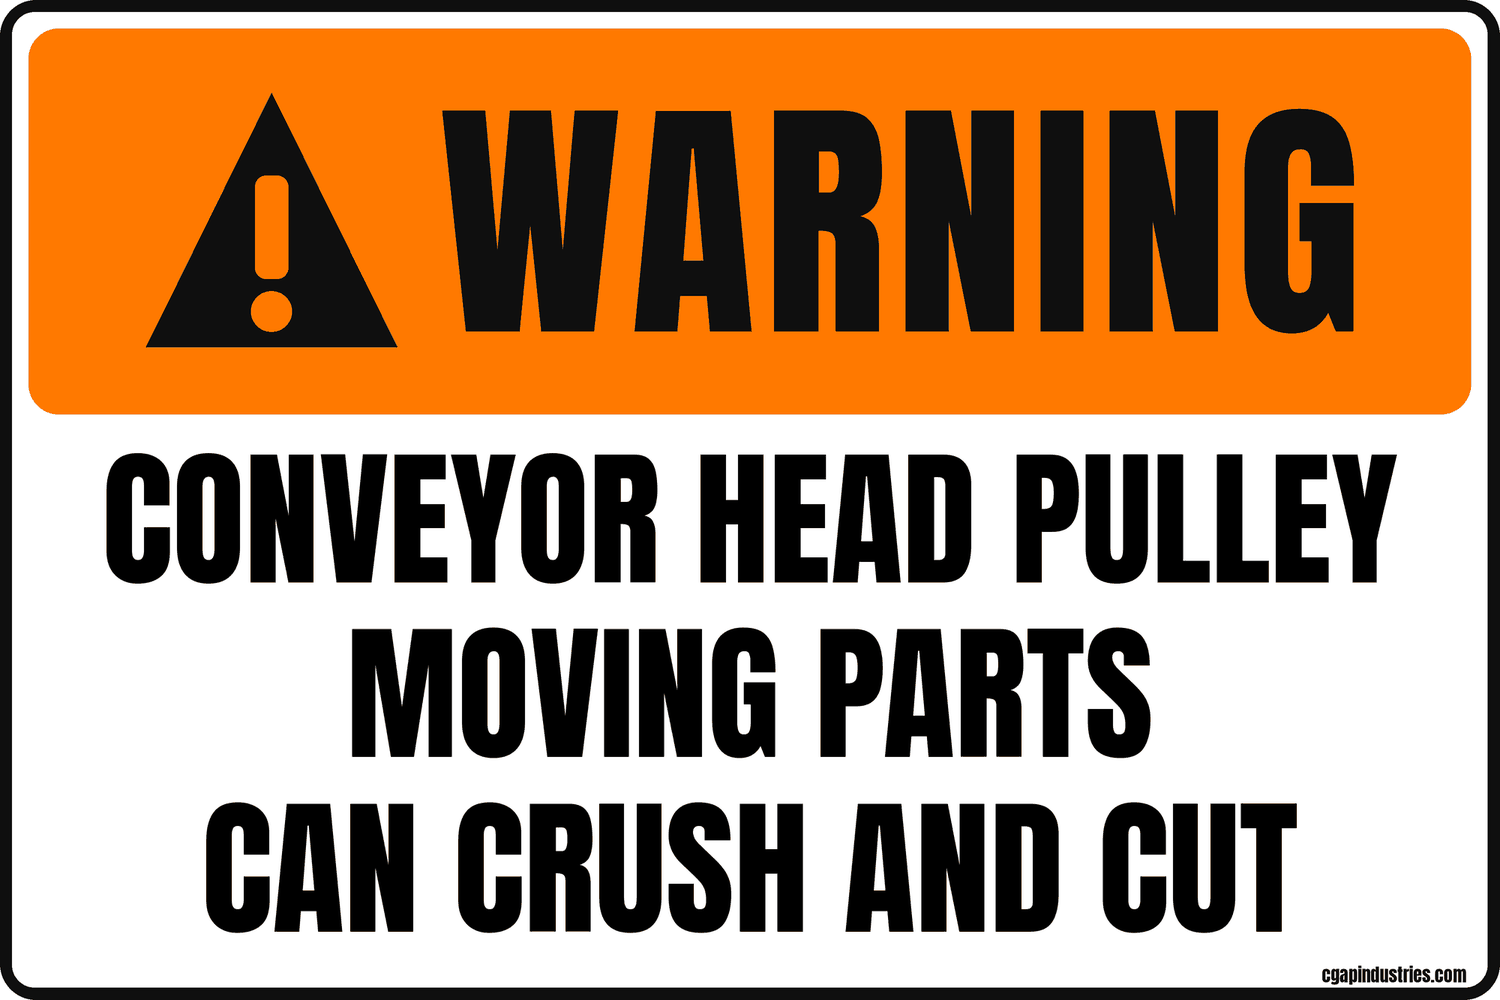 WARNING
CONVEYOR HEAD PULLEY
MOVING PARTS
CAN CRUSH AND CUT
cgapindustries.com